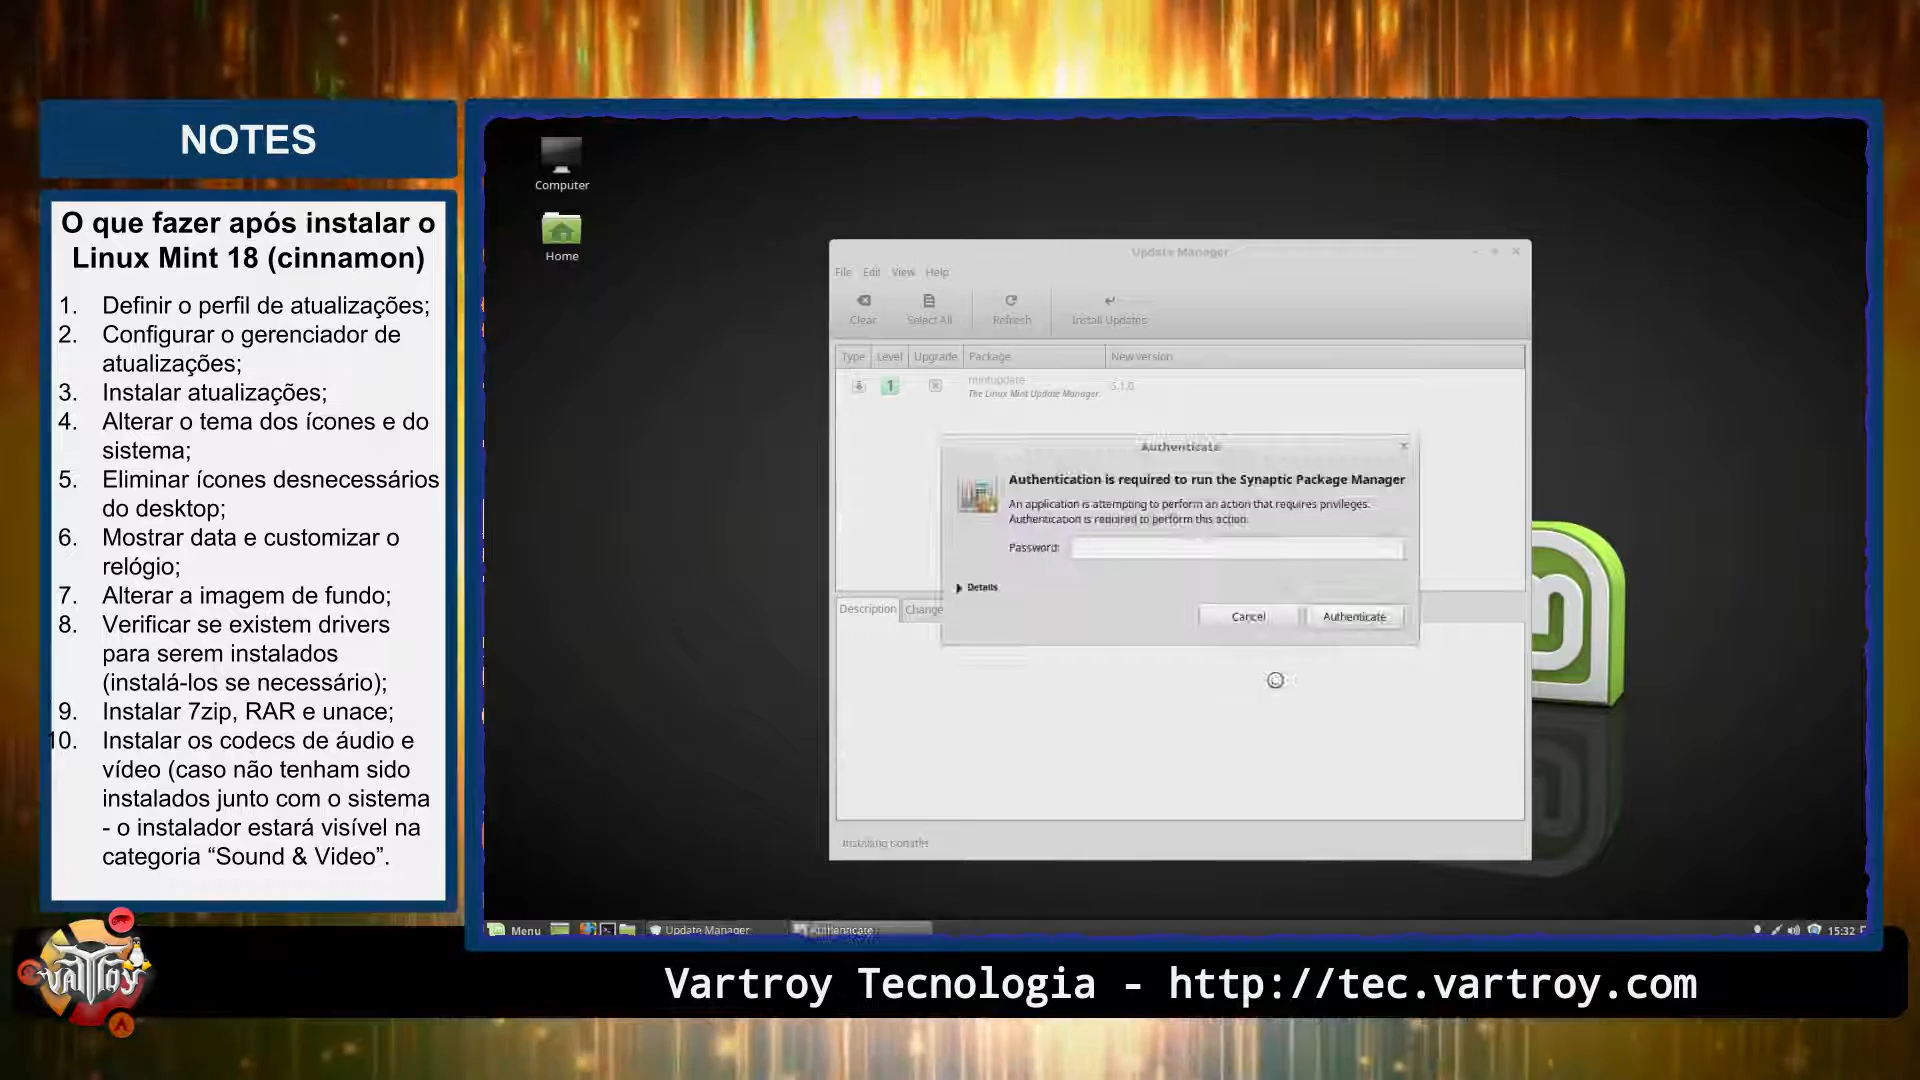 NOTES
O que fazer após instalar o
Linux Mint 18 (cinnamon)
1. Definir o perfil de atualizações;
2. Configurar o gerenciador de
atualizações;
3. Instalar atualizações;
4. Alterar o tema dos ícones e do
sistema;
5. Eliminar ícones desnecessários
do desktop;
6. Mostrar data e customizar o
relógio;
7. Alterar a imagem de fundo;
8. Verificar se existem drivers
para serem instalados
(instalá-los se necessário);
9. Instalar 7zip, RAR e unace;
10. Instalar os codecs de áudio e
vídeo (caso não tenham sido
instalados junto com o sistema
- o instalador estará visível na
categoria “Sound & Video”.
Computer
Home
Update Manager
File Edit View Help
Clear Select All Refresh Install Updates
Type Level Upgrade Package New version
1 mintupdate 5.1.0
The Linux Mint Update Manager.
Authenticate
Authentication is required to run the Synaptic Package Manager
An application is attempting to perform an action that requires privileges.
Authentication is required to perform this action.
Password:
Details
Cancel Authenticate
Description Change
Menu Update Manager Authenticate 15:32
VARTROY
Vartroy Tecnologia - http://tec.vartroy.com